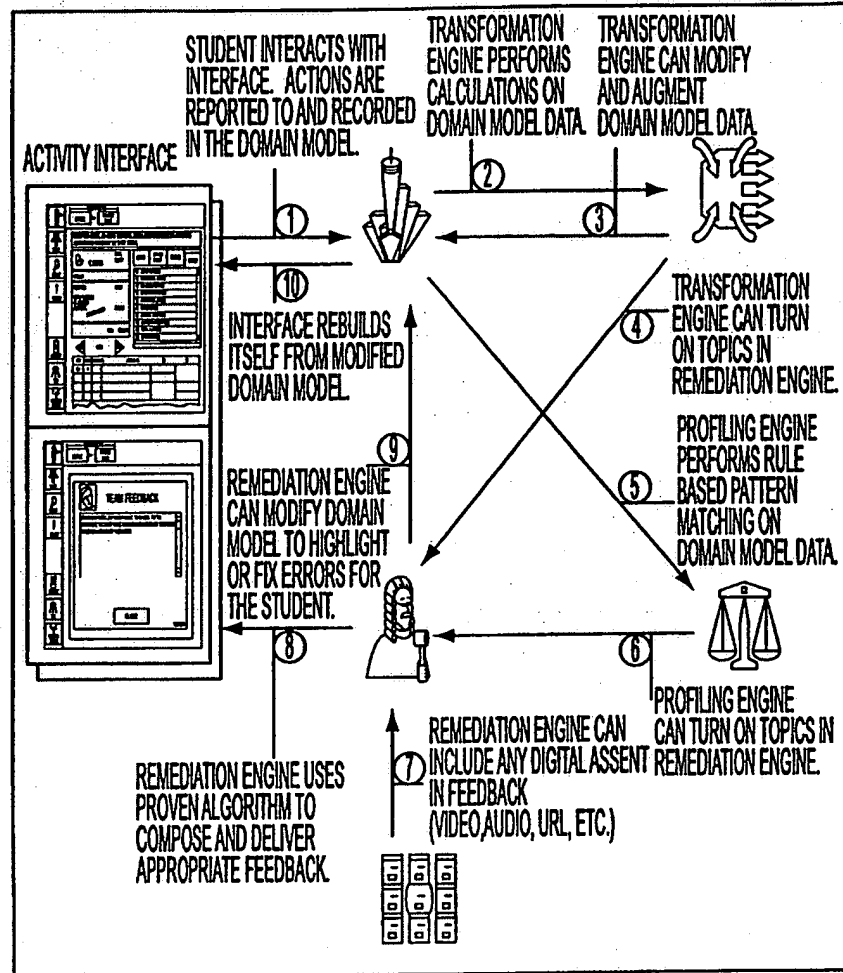 STUDENT INTERACTS WITH
INTERFACE. ACTIONS ARE
REPORTED TO AND RECORDED
IN THE DOMAIN MODEL.
TRANSFORMATION
ENGINE PERFORMS
CALCULATIONS ON
DOMAIN MODEL DATA.
TRANSFORMATION
ENGINE CAN MODIFY
AND AUGMENT
DOMAIN MODEL DATA.
ACTIVITY INTERFACE
1
2
3
10
INTERFACE REBUILDS
ITSELF FROM MODIFIED
DOMAIN MODEL.
4
TRANSFORMATION
ENGINE CAN TURN
ON TOPICS IN
REMEDIATION ENGINE.
9
REMEDIATION ENGINE
CAN MODIFY DOMAIN
MODEL TO HIGHLIGHT
OR FIX ERRORS FOR
THE STUDENT.
5
PROFILING ENGINE
PERFORMS RULE
BASED PATTERN
MATCHING ON
DOMAIN MODEL DATA.
TEAM FEEDBACK
8
6
PROFILING ENGINE
CAN TURN ON TOPICS IN
REMEDIATION ENGINE.
7
REMEDIATION ENGINE CAN
INCLUDE ANY DIGITAL ASSENT
IN FEEDBACK
(VIDEO,AUDIO, URL, ETC.)
REMEDIATION ENGINE USES
PROVEN ALGORITHM TO
COMPOSE AND DELIVER
APPROPRIATE FEEDBACK.